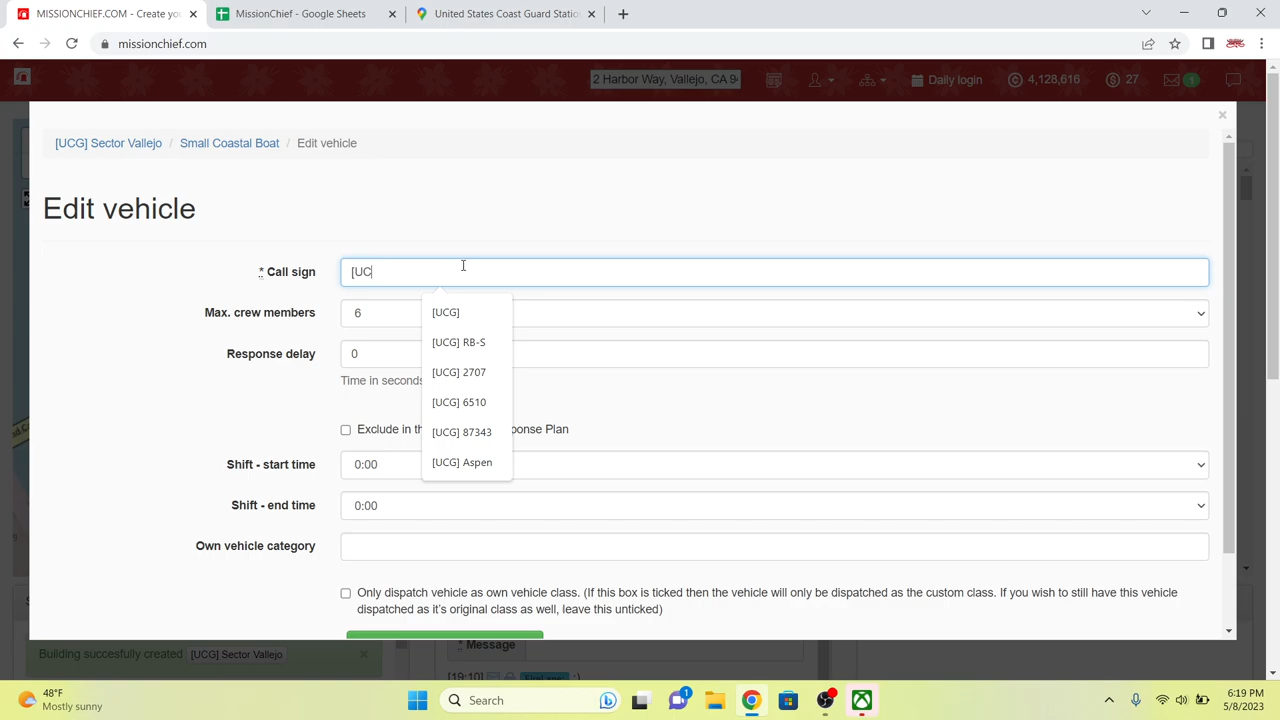 MISSIONCHIEF.COM - Create you
MissionChief - Google Sheets
United States Coast Guard Station
missionchief.com
2 Harbor Way, Vallejo, CA 9
Daily login
4,128,616
27
1
[UCG] Sector Vallejo / Small Coastal Boat / Edit vehicle
Edit vehicle
* Call sign
[UC
Max. crew members
6
[UCG]
[UCG] RB-S
Response delay
0
[UCG] 2707
Time in seconds
[UCG] 6510
Exclude in th
ponse Plan
[UCG] 87343
Shift - start time
0:00
[UCG] Aspen
Shift - end time
0:00
Own vehicle category
Only dispatch vehicle as own vehicle class. (If this box is ticked then the vehicle will only be dispatched as the custom class. If you wish to still have this vehicle
dispatched as it's original class as well, leave this unticked)
Building succesfully created [UCG] Sector Vallejo
* Message
[19:10]
48°F
Mostly sunny
Search
1
6:19 PM
5/8/2023